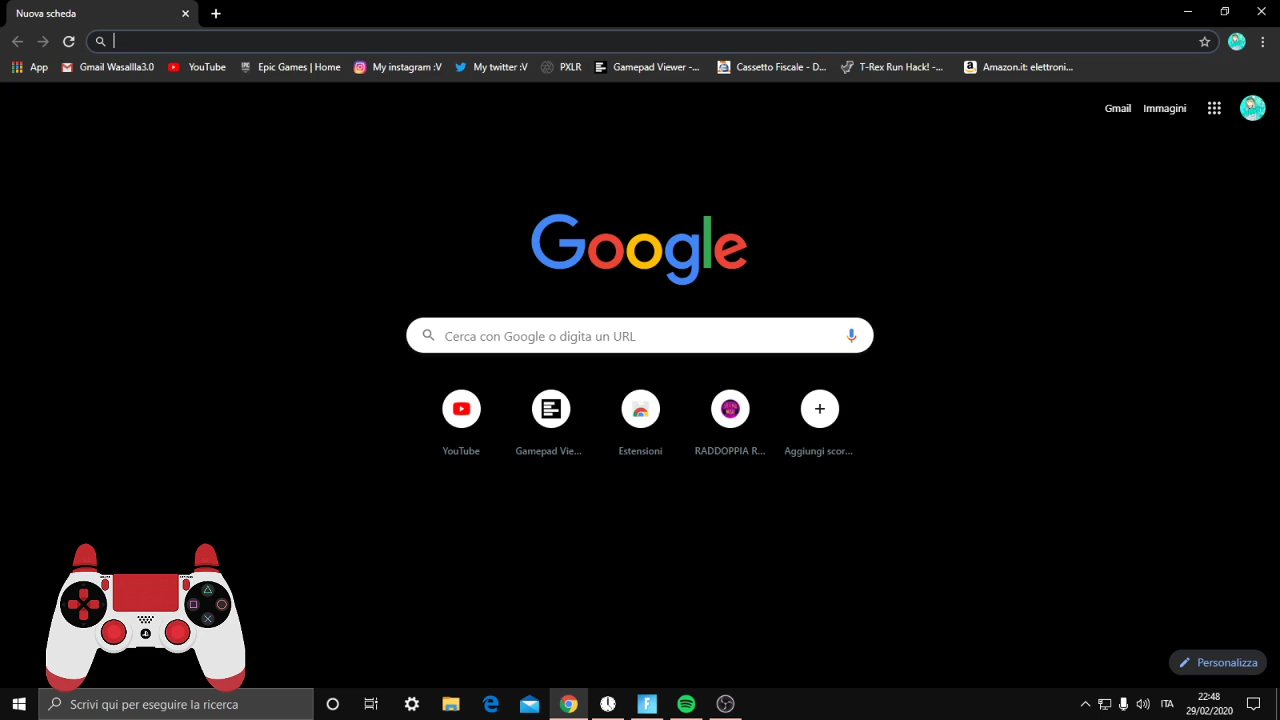 Nuova scheda
App
Gmail Wasallla3.0
YouTube
Epic Games | Home
My instagram :V
My twitter :V
PXLR
Gamepad Viewer -...
Cassetto Fiscale - D...
T-Rex Run Hack! -...
Amazon.it: elettroni...
Gmail
Immagini
Google
Cerca con Google o digita un URL
YouTube
Gamepad Vie...
Estensioni
RADDOPPIA R...
Aggiungi scor...
Personalizza
Scrivi qui per eseguire la ricerca
ITA
22:48
29/02/2020